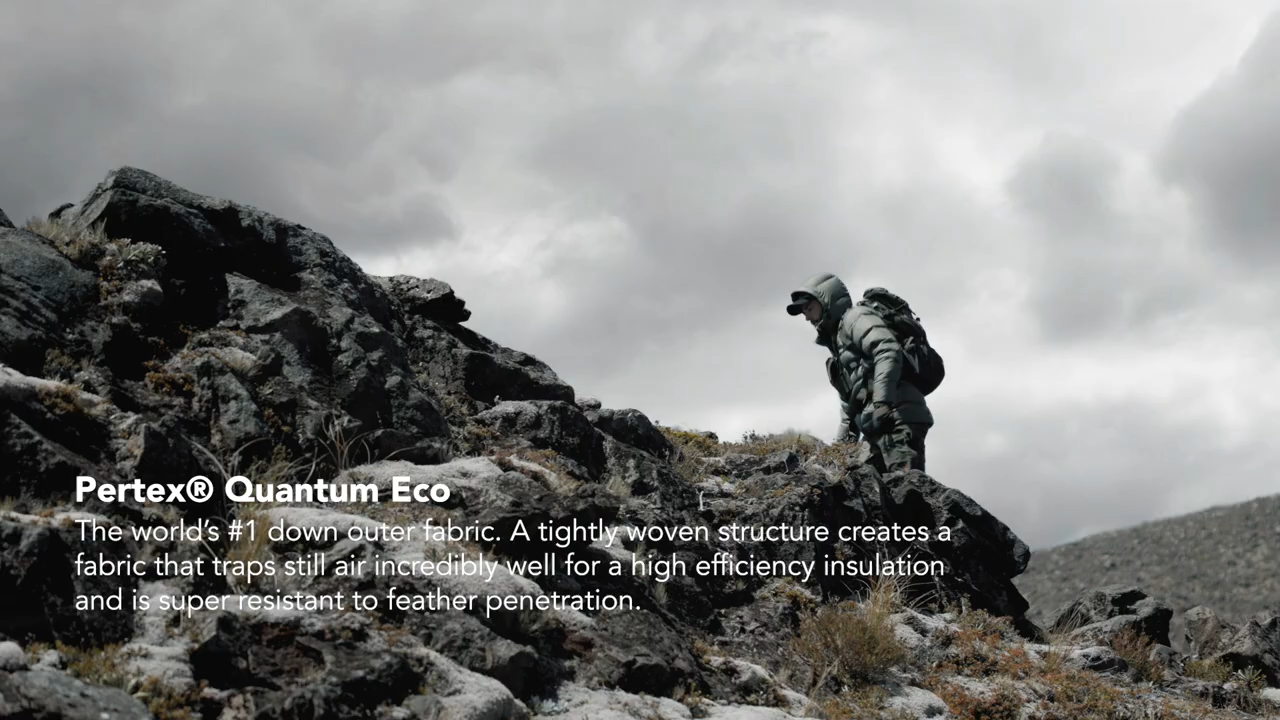 Pertex® Quantum Eco
The world’s #1 down outer fabric. A tightly woven structure creates a
fabric that traps still air incredibly well for a high efficiency insulation
and is super resistant to feather penetration.